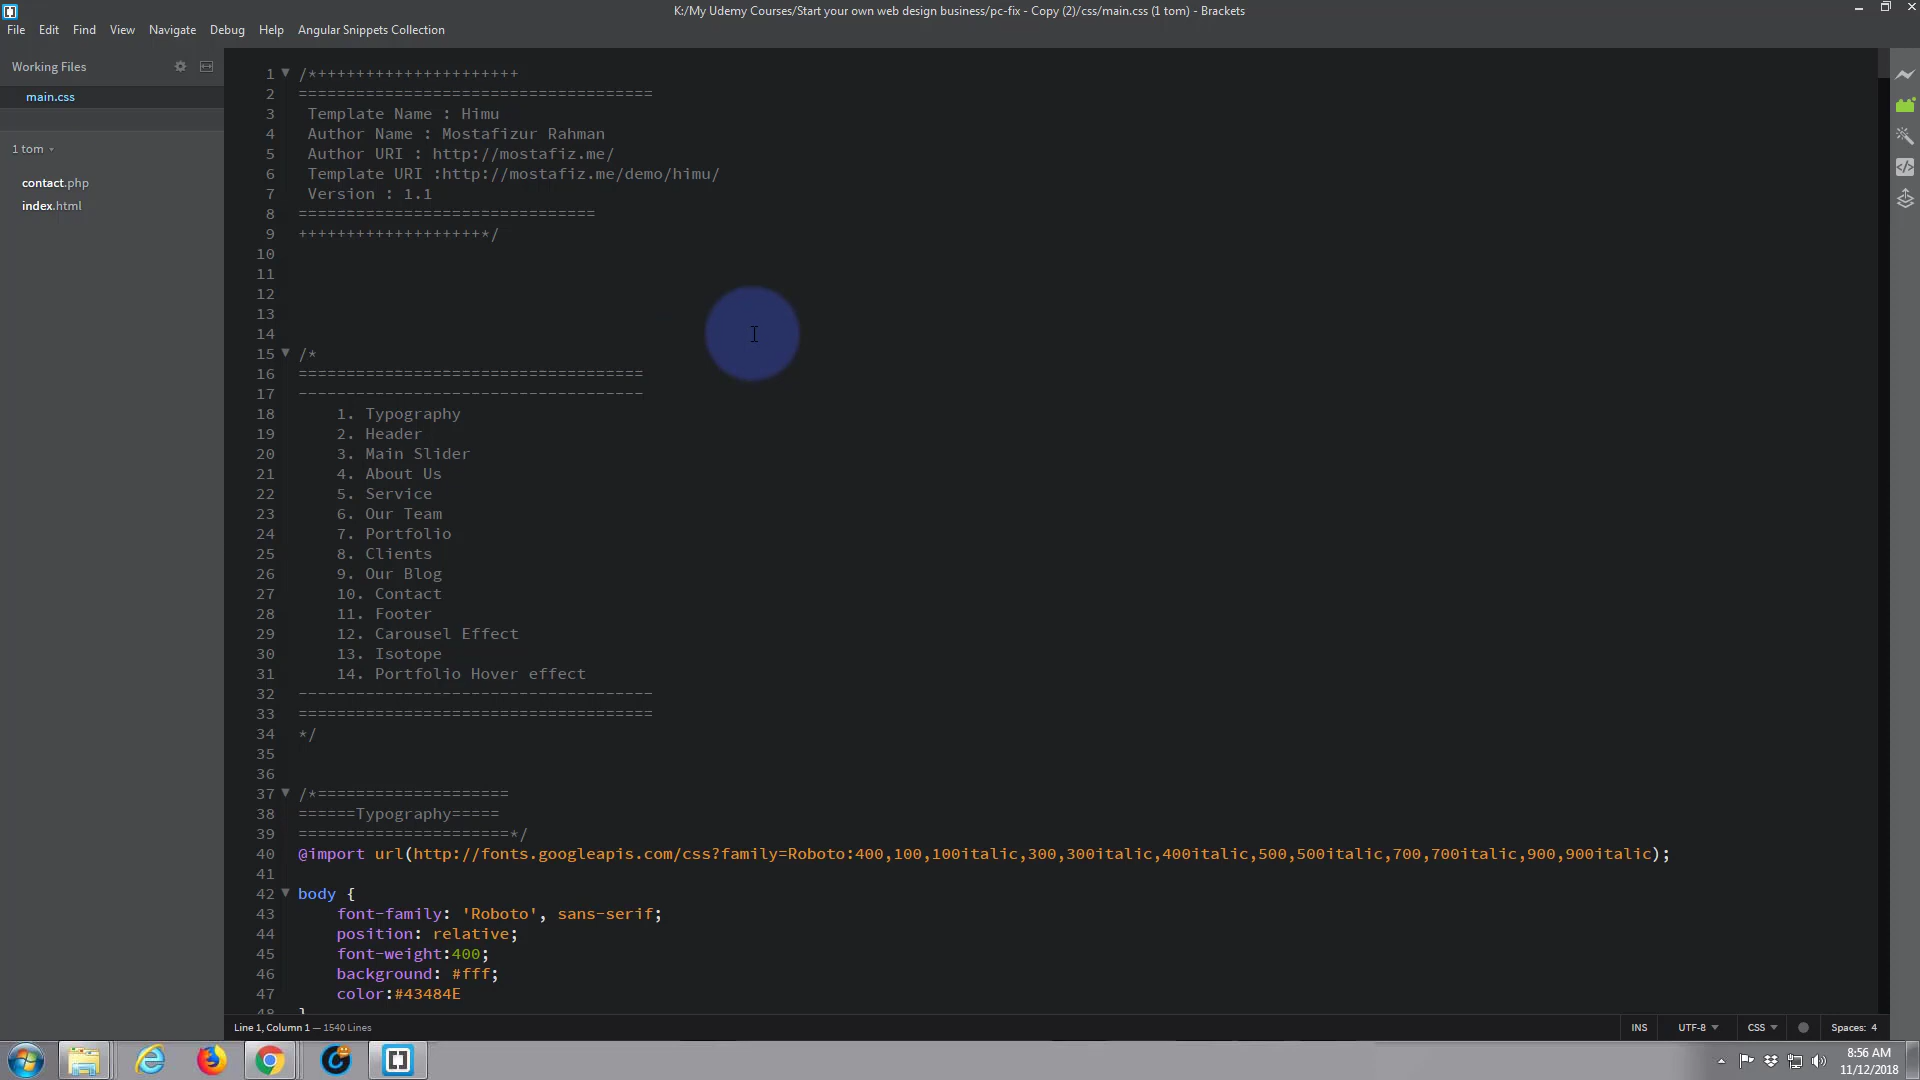 K:/My Udemy Courses/Start your own web design business/pc-fix - Copy (2)/css/main.css (1 tom) - Brackets
File Edit Find View Navigate Debug Help Angular Snippets Collection
Working Files
main.css
1 tom
contact.php
index.html
1 /*++++++++++++++++++++++
2 =====================================
3 Template Name : Himu
4 Author Name : Mostafizur Rahman
5 Author URI : http://mostafiz.me/
6 Template URI :http://mostafiz.me/demo/himu/
7 Version : 1.1
8 ===============================
9 +++++++++++++++++++*/
10
11
12
13
14
15 /*
16 ====================================
17 ------------------------------------
18 1. Typography
19 2. Header
20 3. Main Slider
21 4. About Us
22 5. Service
23 6. Our Team
24 7. Portfolio
25 8. Clients
26 9. Our Blog
27 10. Contact
28 11. Footer
29 12. Carousel Effect
30 13. Isotope
31 14. Portfolio Hover effect
32 -------------------------------------
33 =====================================
34 */
35
36
37 /*====================
38 ======Typography=====
39 ======================*/
40 @import url(http://fonts.googleapis.com/css?family=Roboto:400,100,100italic,300,300italic,400italic,500,500italic,700,700italic,900,900italic);
41
42 body {
43 font-family: 'Roboto', sans-serif;
44 position: relative;
45 font-weight:400;
46 background: #fff;
47 color:#43484E
48 }
Line 1, Column 1 — 1540 Lines
INS UTF-8 CSS Spaces: 4
8:56 AM
11/12/2018